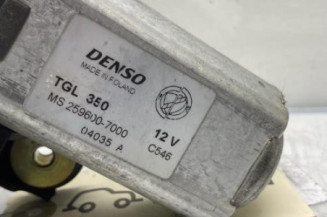 DENSO
MADE IN POLAND
TGL 350
MS 259600-7000
12 V
04035 A
C546